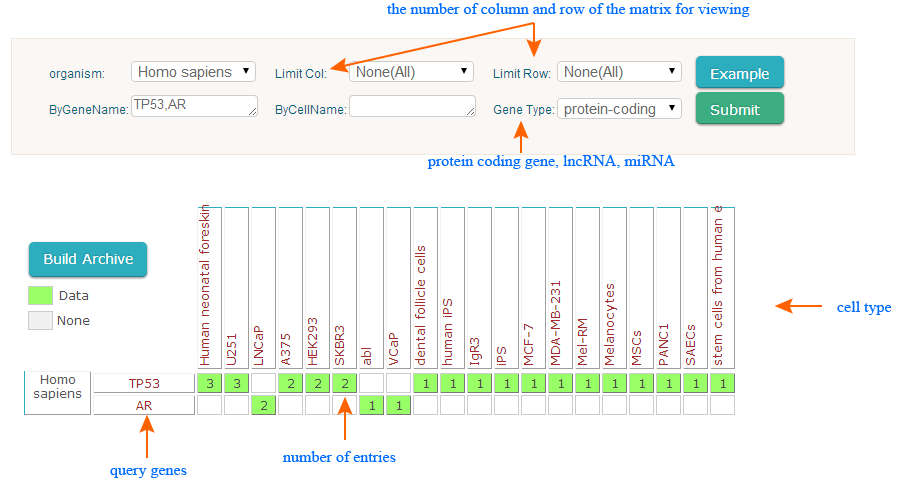 the number of column and row of the matrix for viewing
organism: Homo sapiens Limit Col: None(All) Limit Row: None(All) Example
ByGeneName: TP53,AR ByCellName: Gene Type: protein-coding Submit
protein coding gene, lncRNA, miRNA
Build Archive
Data
None
Human neonatal foreskin
U251
LNCaP
A375
HEK293
SKBR3
abl
VCaP
dental follicle cells
human iPS
IgR3
iPS
MCF-7
MDA-MB-231
Mel-RM
Melanocytes
MSCs
PANC1
SAECs
stem cells from human e
cell type
Homo sapiens
TP53 3 3 2 2 2 1 1 1 1 1 1 1 1 1 1 1 1
AR 2 1 1
number of entries
query genes